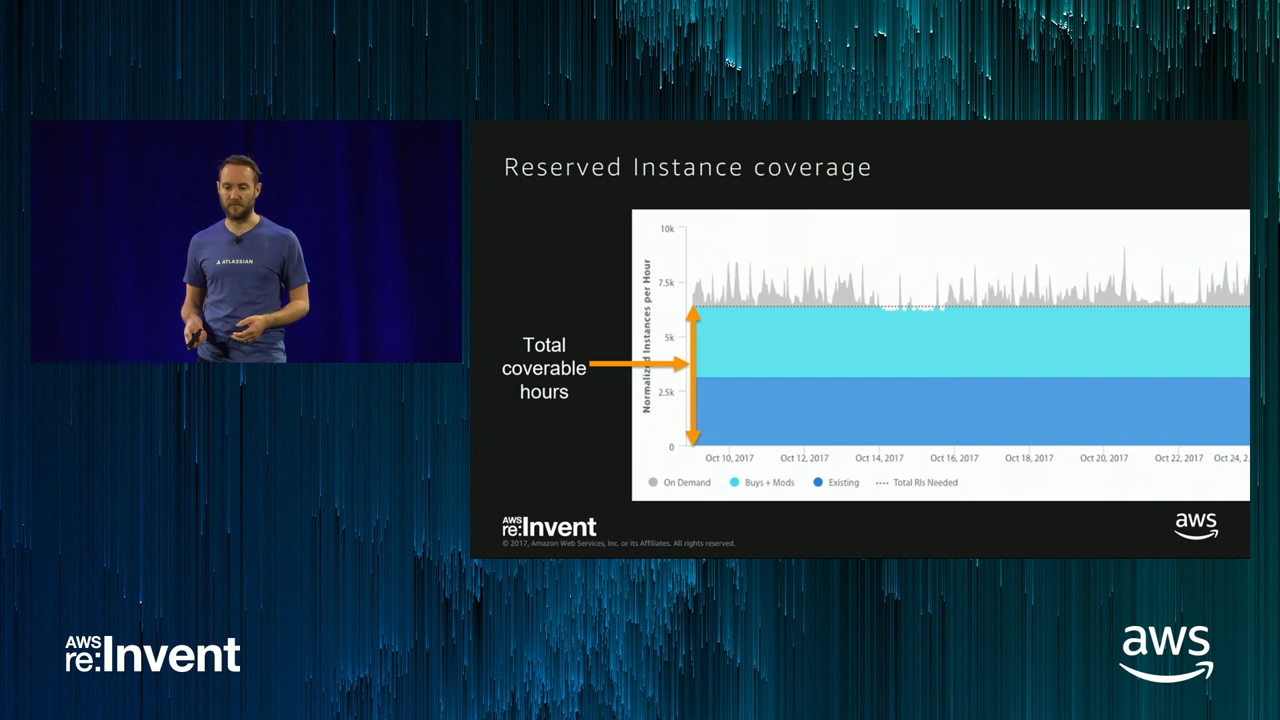 ATLASSIAN
Reserved Instance coverage
10k
7.5k
5k
2.5k
0
Normalized Instances per Hour
Total
coverable
hours
Oct 10, 2017 Oct 12, 2017 Oct 14, 2017 Oct 16, 2017 Oct 18, 2017 Oct 20, 2017 Oct 22, 2017 Oct 24, 2
On Demand Buys + Mods Existing Total RIs Needed
AWS
re:Invent
© 2017, Amazon Web Services, Inc. or its Affiliates. All rights reserved.
aws
AWS
re:Invent
aws